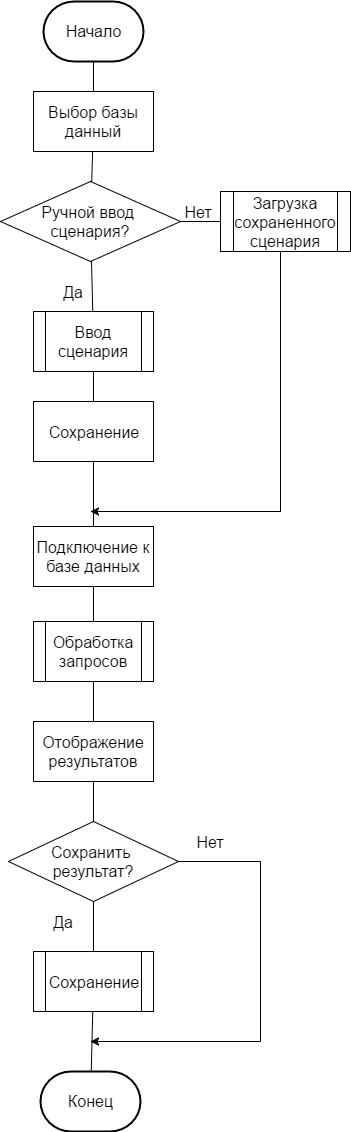 Начало
Выбор базы
данный
Ручной ввод
сценария?
Нет
Загрузка
сохраненного
сценария
Да
Ввод
сценария
Сохранение
Подключение к
базе данных
Обработка
запросов
Отображение
результатов
Сохранить
результат?
Нет
Да
Сохранение
Конец